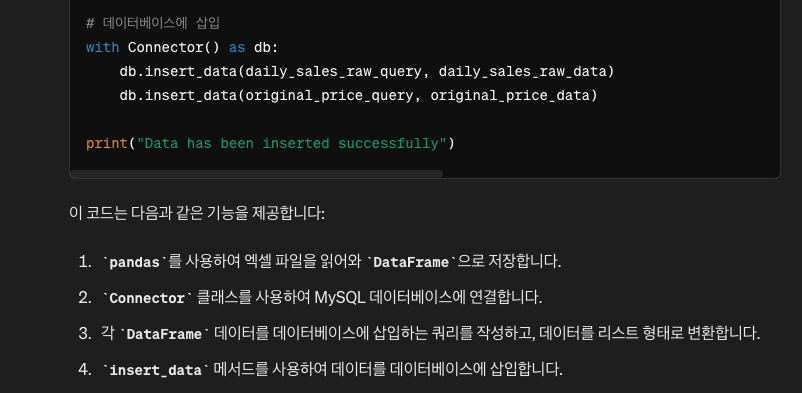 # 데이터베이스에 삽입
with Connector() as db:
    db.insert_data(daily_sales_raw_query, daily_sales_raw_data)
    db.insert_data(original_price_query, original_price_data)
print("Data has been inserted successfully")
이 코드는 다음과 같은 기능을 제공합니다:
1. `pandas`를 사용하여 엑셀 파일을 읽어와 `DataFrame`으로 저장합니다.
2. `Connector` 클래스를 사용하여 MySQL 데이터베이스에 연결합니다.
3. 각 `DataFrame` 데이터를 데이터베이스에 삽입하는 쿼리를 작성하고, 데이터를 리스트 형태로 변환합니다.
4. `insert_data` 메서드를 사용하여 데이터를 데이터베이스에 삽입합니다.